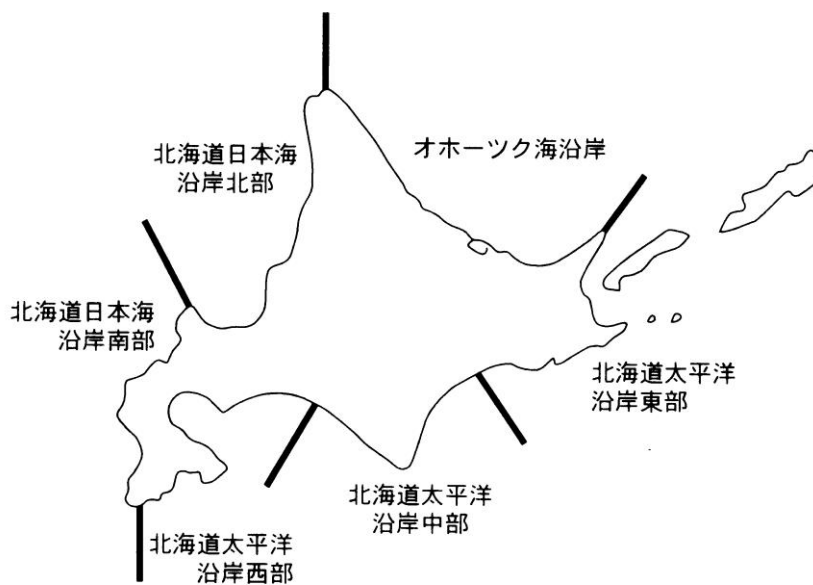 北海道日本海
沿岸北部
オホーツク海沿岸
北海道日本海
沿岸南部
北海道太平洋
沿岸東部
北海道太平洋
沿岸中部
北海道太平洋
沿岸西部